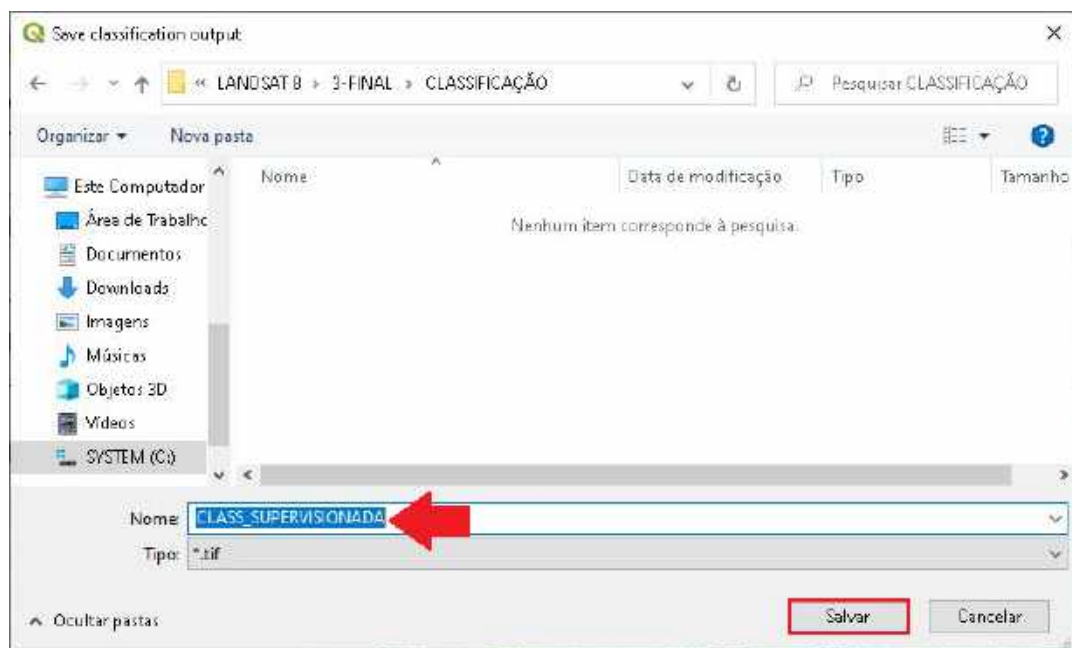 Save classification output
« LANDSAT 8 › 3-FINAL › CLASSIFICAÇÃO
Pesquisar CLASSIFICAÇÃO
Organizar
Nova pasta
Nome
Data de modificação
Tipo
Tamanho
Nenhum item corresponde à pesquisa.
Este Computador
Área de Trabalho
Documentos
Downloads
Imagens
Músicas
Objetos 3D
Vídeos
SYSTEM (C:)
Nome: CLASS_SUPERVISIONADA
Tipo: *.tif
Ocultar pastas
Salvar
Cancelar